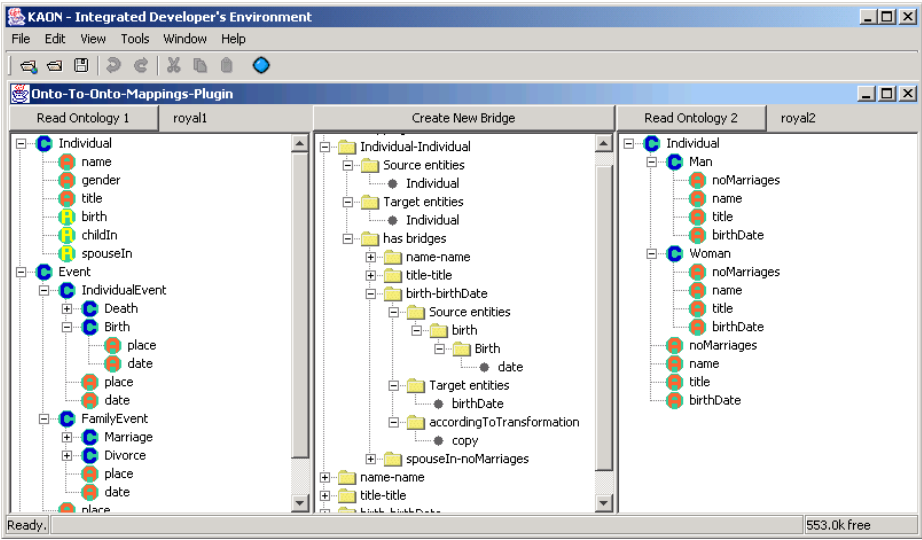 KAON - Integrated Developer's Environment
File Edit View Tools Window Help
Onto-To-Onto-Mappings-Plugin
Read Ontology 1 royal1 Create New Bridge Read Ontology 2 royal2
Individual
name
gender
title
birth
childIn
spouseIn
Event
IndividualEvent
Death
Birth
place
date
place
date
FamilyEvent
Marriage
Divorce
place
date
place
Individual-Individual
Source entities
Individual
Target entities
Individual
has bridges
name-name
title-title
birth-birthDate
Source entities
birth
Birth
date
Target entities
birthDate
accordingToTransformation
copy
spouseIn-noMarriages
name-name
title-title
birth-birthDate
Individual
Man
noMarriages
name
title
birthDate
Woman
noMarriages
name
title
birthDate
noMarriages
name
title
birthDate
Ready. 553.0k free